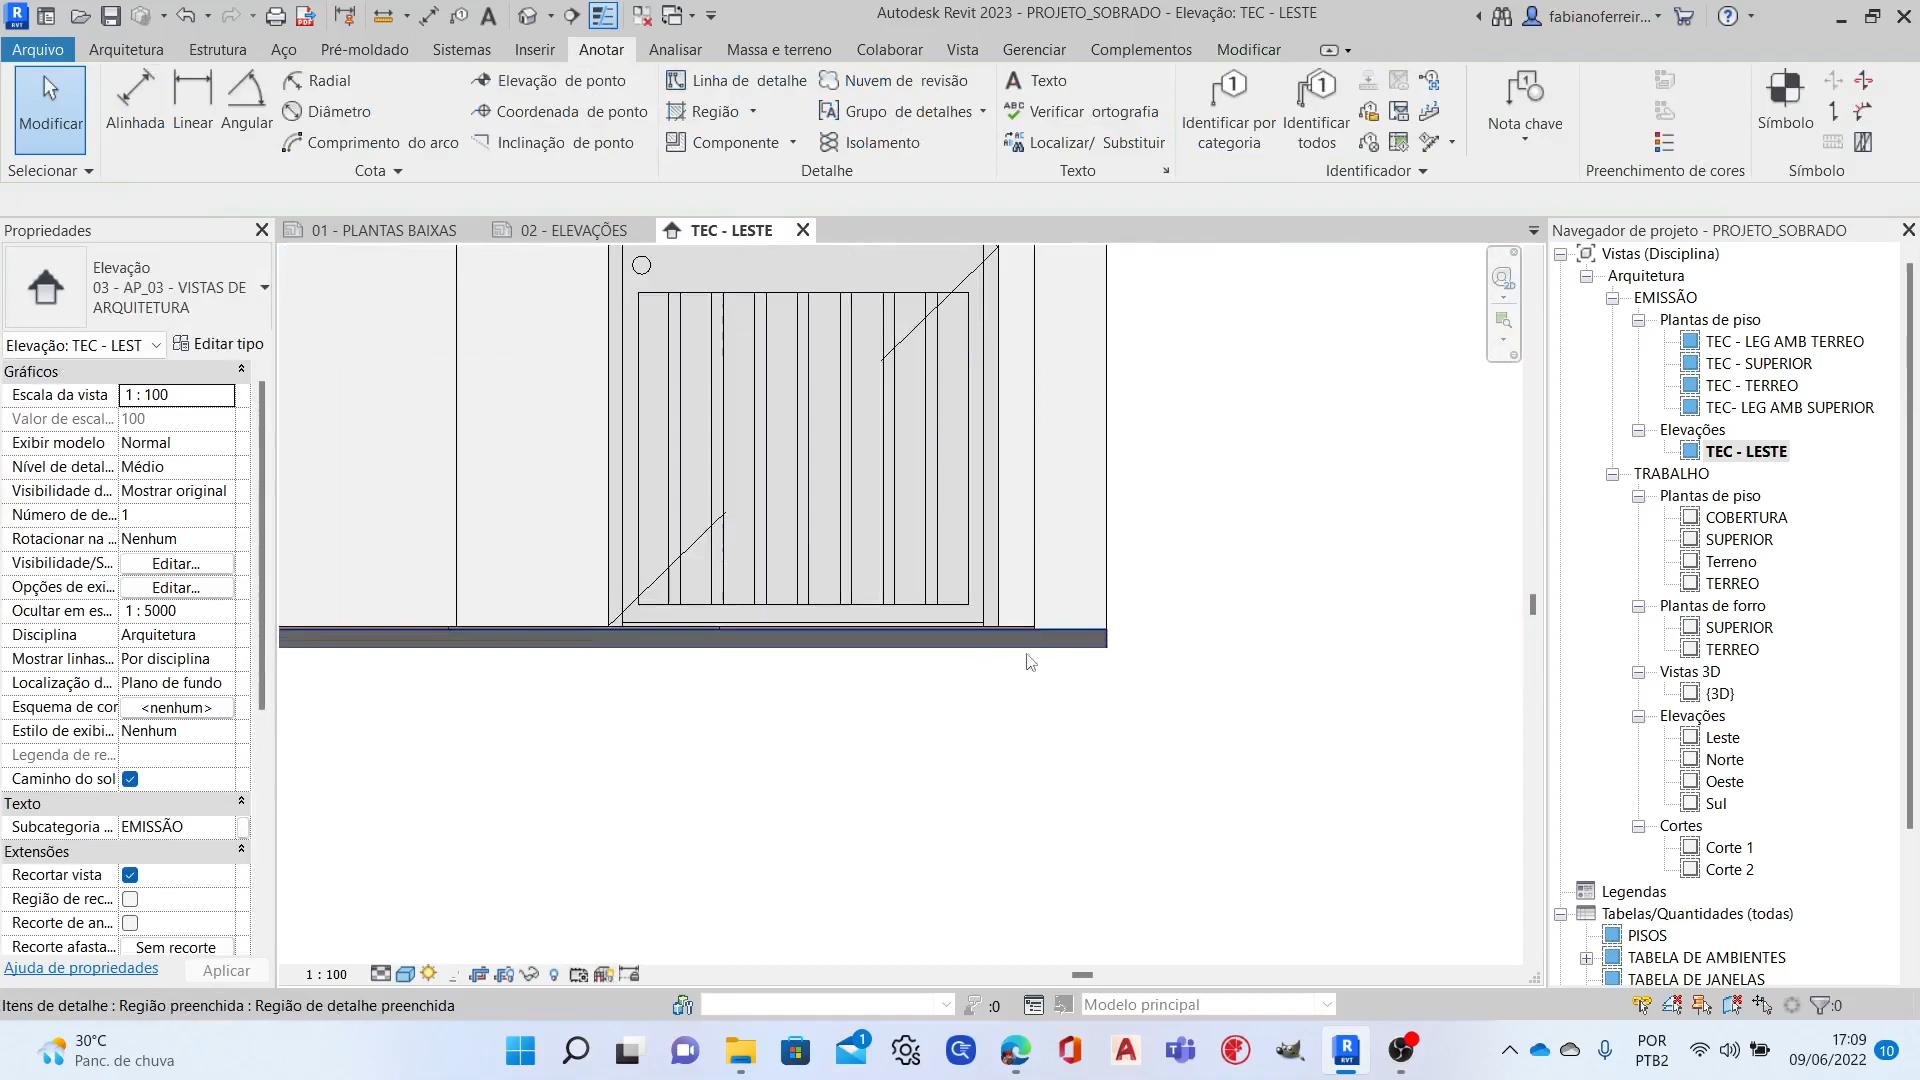 Autodesk Revit 2023 - PROJETO_SOBRADO - Elevação: TEC - LESTE
fabianoferreir...
Arquivo Arquitetura Estrutura Aço Pré-moldado Sistemas Inserir Anotar Analisar Massa e terreno Colaborar Vista Gerenciar Complementos Modificar
Modificar
Alinhada Linear Angular
Radial
Diâmetro
Comprimento do arco
Elevação de ponto
Coordenada de ponto
Inclinação de ponto
Linha de detalhe
Região
Componente
Nuvem de revisão
Grupo de detalhes
Isolamento
Texto
Verificar ortografia
Localizar/ Substituir
Identificar por categoria
Identificar todos
Nota chave
Símbolo
Selecionar Cota Detalhe Texto Identificador Preenchimento de cores Símbolo
Propriedades
01 - PLANTAS BAIXAS 02 - ELEVAÇÕES TEC - LESTE
Navegador de projeto - PROJETO_SOBRADO
Elevação
03 - AP_03 - VISTAS DE
ARQUITETURA
Elevação: TEC - LEST Editar tipo
Gráficos
Escala da vista 1 : 100
Valor de escal... 100
Exibir modelo Normal
Nível de detal... Médio
Visibilidade d... Mostrar original
Número de de... 1
Rotacionar na ... Nenhum
Visibilidade/S... Editar...
Opções de exi... Editar...
Ocultar em es... 1 : 5000
Disciplina Arquitetura
Mostrar linhas... Por disciplina
Localização d... Plano de fundo
Esquema de cor <nenhum>
Estilo de exibi... Nenhum
Legenda de re...
Caminho do sol
Texto
Subcategoria ... EMISSÃO
Extensões
Recortar vista
Região de rec...
Recorte de an...
Recorte afasta... Sem recorte
Ajuda de propriedades Aplicar
1 : 100
Vistas (Disciplina)
Arquitetura
EMISSÃO
Plantas de piso
TEC - LEG AMB TERREO
TEC - SUPERIOR
TEC - TERREO
TEC- LEG AMB SUPERIOR
Elevações
TEC - LESTE
TRABALHO
Plantas de piso
COBERTURA
SUPERIOR
Terreno
TERREO
Plantas de forro
SUPERIOR
TERREO
Vistas 3D
{3D}
Elevações
Leste
Norte
Oeste
Sul
Cortes
Corte 1
Corte 2
Legendas
Tabelas/Quantidades (todas)
PISOS
TABELA DE AMBIENTES
TABELA DE JANELAS
Itens de detalhe : Região preenchida : Região de detalhe preenchida
:0
Modelo principal
:0
30°C
Panc. de chuva
1
POR
PTB2
17:09
09/06/2022
10